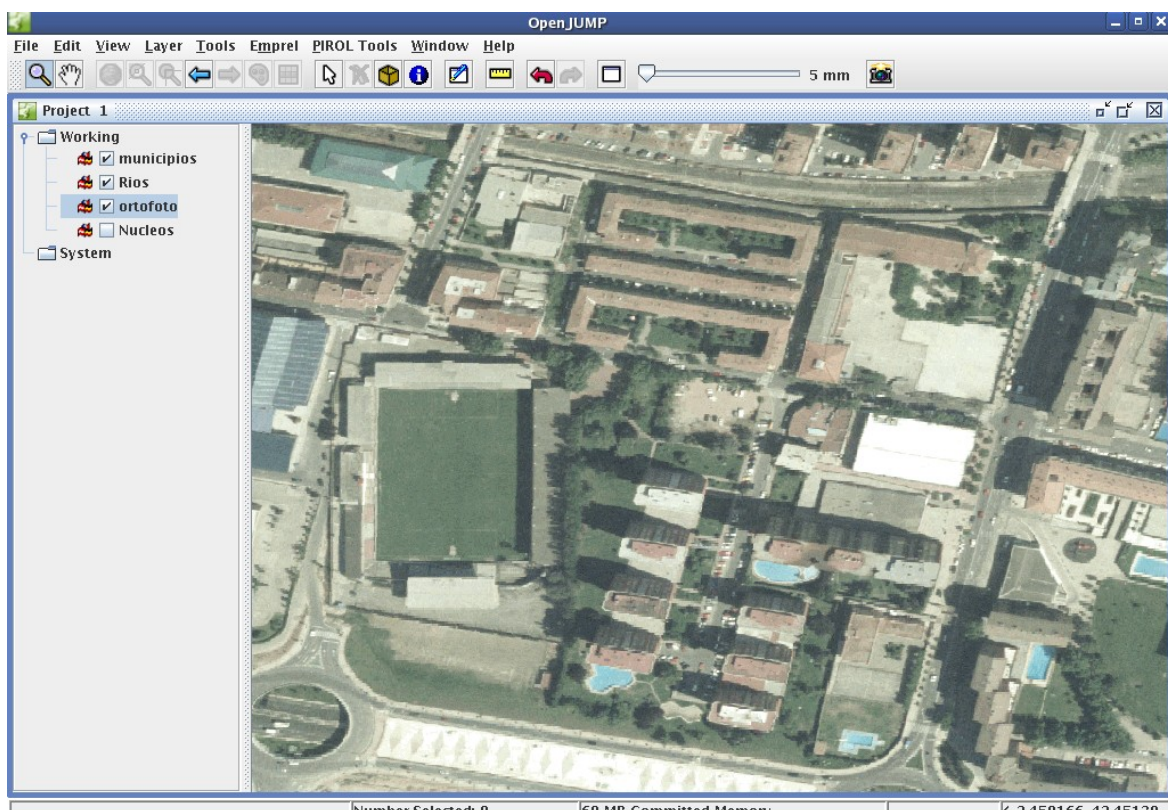 OpenJUMP
File Edit View Layer Tools Emprel PIROL Tools Window Help
5 mm
Project 1
Working
municipios
Rios
ortofoto
Nucleos
System
Number Selected: 0
60 MB Committed Memory